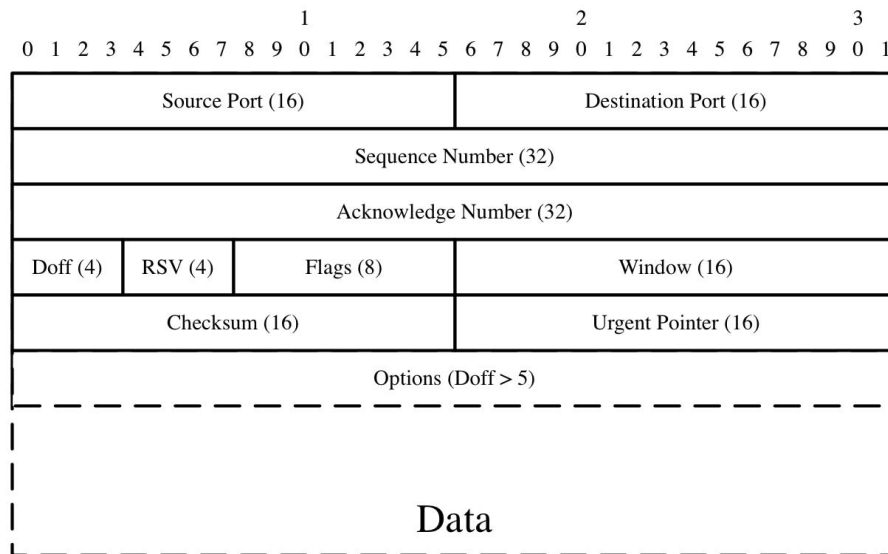 1 2 3
0 1 2 3 4 5 6 7 8 9 0 1 2 3 4 5 6 7 8 9 0 1 2 3 4 5 6 7 8 9 0 1
Source Port (16) Destination Port (16)
Sequence Number (32)
Acknowledge Number (32)
Doff (4) RSV (4) Flags (8) Window (16)
Checksum (16) Urgent Pointer (16)
Options (Doff > 5)
Data